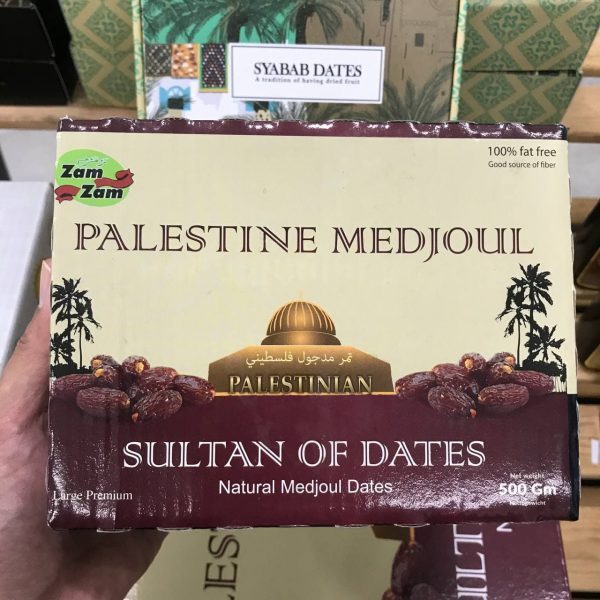 SYABAB DATES
A tradition of having dried fruit
Zam
Zam
100% fat free
Good source of fiber
PALESTINE MEDJOUL
تمر مدجول فلسطيني
PALESTINIAN
SULTAN OF DATES
Natural Medjoul Dates
Large Premium
Net weight
500 Gm